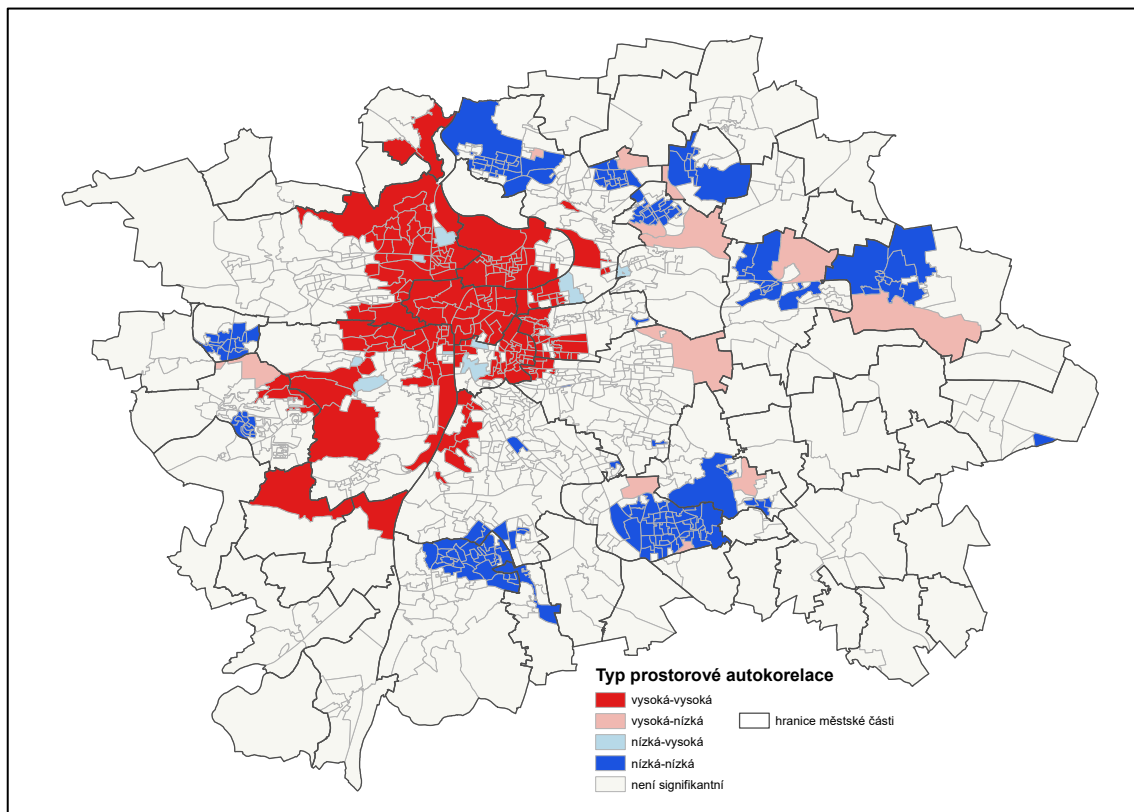 Typ prostorové autokorelace
vysoká-vysoká
vysoká-nízká
hranice městské části
nízká-vysoká
nízká-nízká
není signifikantní